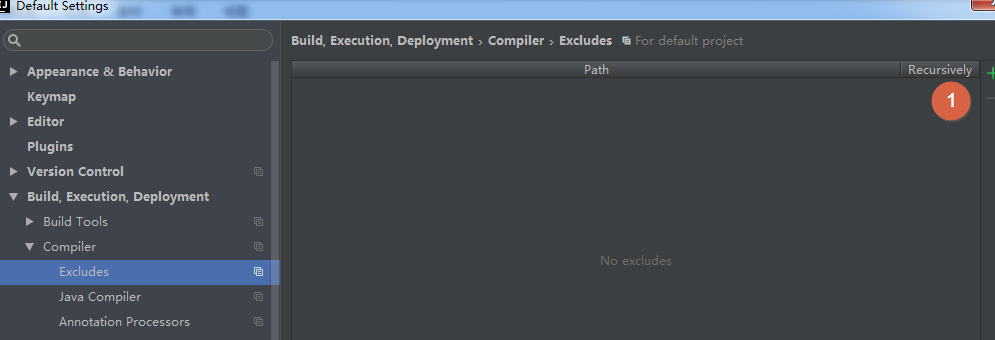 Default Settings
Build, Execution, Deployment › Compiler › Excludes For default project
Path Recursively
1
Appearance & Behavior
Keymap
Editor
Plugins
Version Control
Build, Execution, Deployment
Build Tools
Compiler
Excludes
Java Compiler
Annotation Processors
No excludes